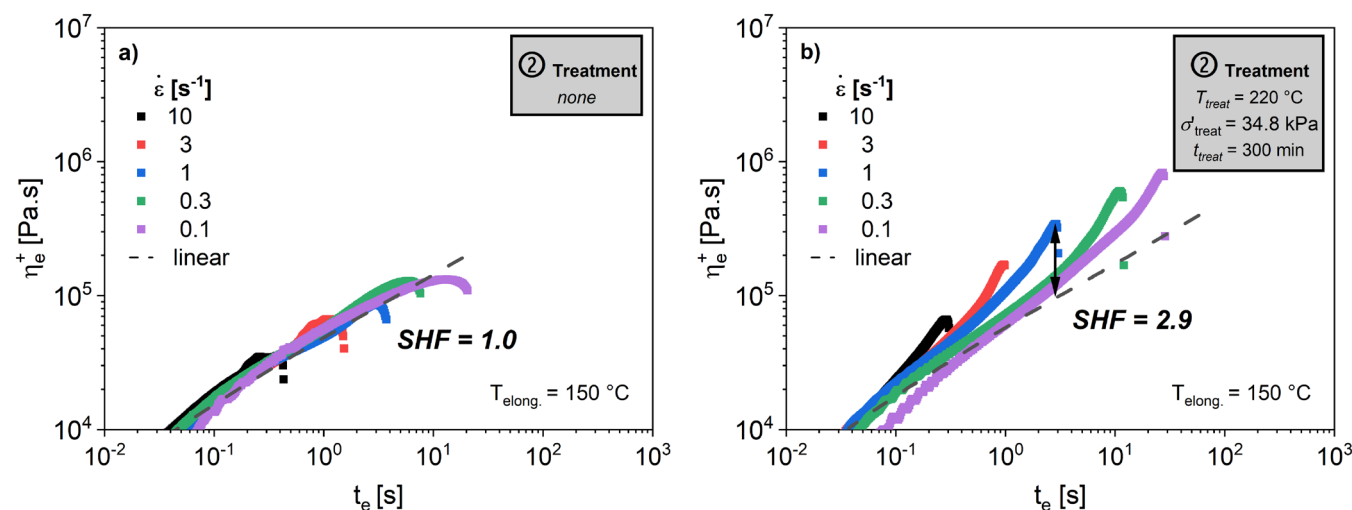 a)
② Treatment
none
ε̇ [s⁻¹]
10
3
1
0.3
0.1
linear
SHF = 1.0
T_elong. = 150 °C
10⁷
10⁶
10⁵
10⁴
η_e⁺ [Pa.s]
10⁻² 10⁻¹ 10⁰ 10¹ 10² 10³
t_e [s]
b)
② Treatment
T_treat = 220 °C
σ'_treat = 34.8 kPa
t_treat = 300 min
ε̇ [s⁻¹]
10
3
1
0.3
0.1
linear
SHF = 2.9
T_elong. = 150 °C
10⁷
10⁶
10⁵
10⁴
η_e⁺ [Pa.s]
10⁻² 10⁻¹ 10⁰ 10¹ 10² 10³
t_e [s]